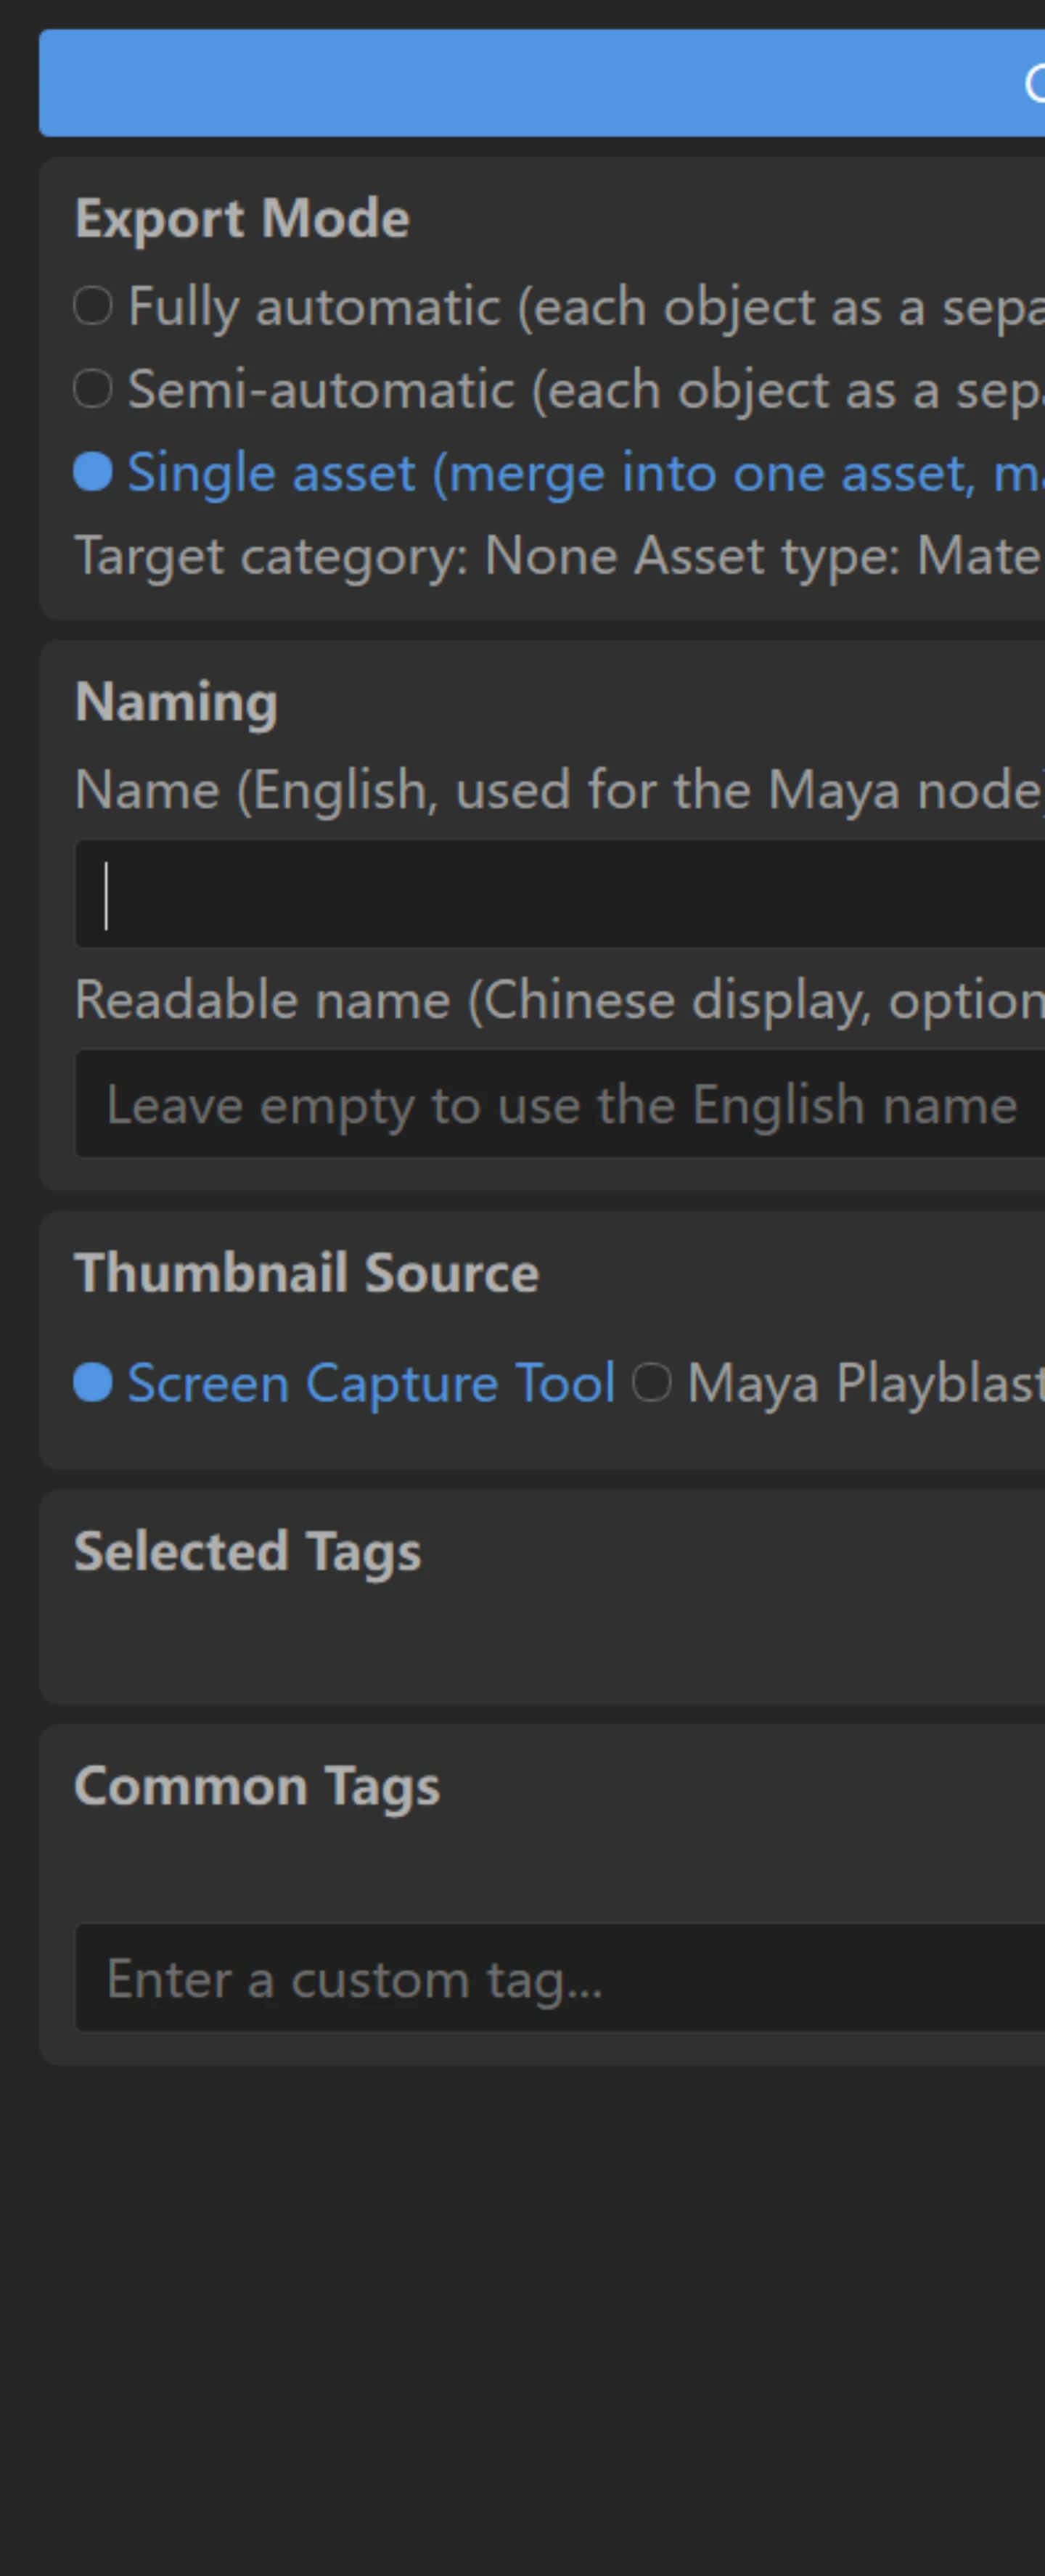 Export Mode
Fully automatic (each object as a sepa
Semi-automatic (each object as a sepa
Single asset (merge into one asset, ma
Target category: None Asset type: Mate
Naming
Name (English, used for the Maya node)
Readable name (Chinese display, option
Leave empty to use the English name
Thumbnail Source
Screen Capture Tool Maya Playblast
Selected Tags
Common Tags
Enter a custom tag...